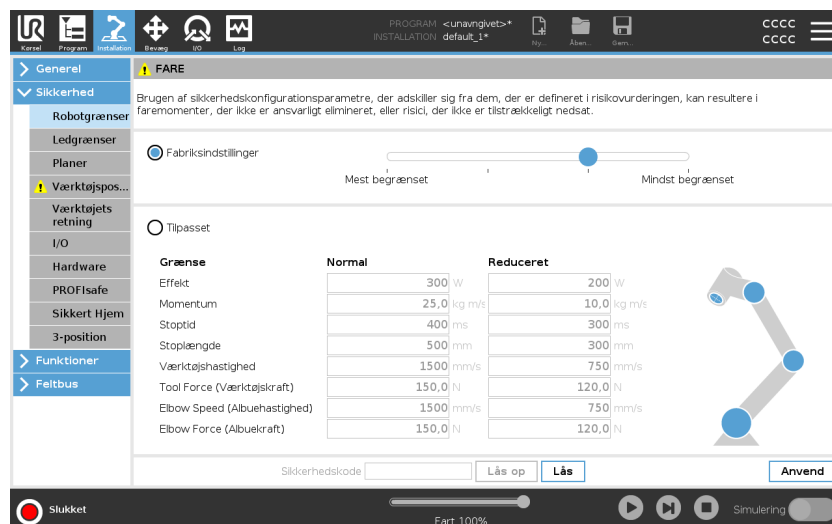 PROGRAM <unavngivet>*
INSTALLATION default_1*
UR
Kørsel Program Installation Bevæg I/O Log
Ny... Åben... Gem...
cccc
cccc
Generel
Sikkerhed
Robotgrænser
Ledgrænser
Planer
Værktøjspos...
Værktøjets
retning
I/O
Hardware
PROFIsafe
Sikkert Hjem
3-position
Funktioner
Feltbus
FARE
Brugen af sikkerhedskonfigurationsparametre, der adskiller sig fra dem, der er defineret i risikovurderingen, kan resultere i
faremomenter, der ikke er ansvarligt elimineret, eller risici, der ikke er tilstrækkeligt nedsat.
Fabriksindstillinger
Mest begrænset Mindst begrænset
Tilpasset
Grænse Normal Reduceret
Effekt 300 W 200 W
Momentum 25,0 kg m/s 10,0 kg m/s
Stoptid 400 ms 300 ms
Stoplængde 500 mm 300 mm
Værktøjshastighed 1500 mm/s 750 mm/s
Tool Force (Værktøjskraft) 150,0 N 120,0 N
Elbow Speed (Albuehastighed) 1500 mm/s 750 mm/s
Elbow Force (Albuekraft) 150,0 N 120,0 N
Sikkerhedskode Lås op Lås Anvend
Slukket Fart 100% Simulering